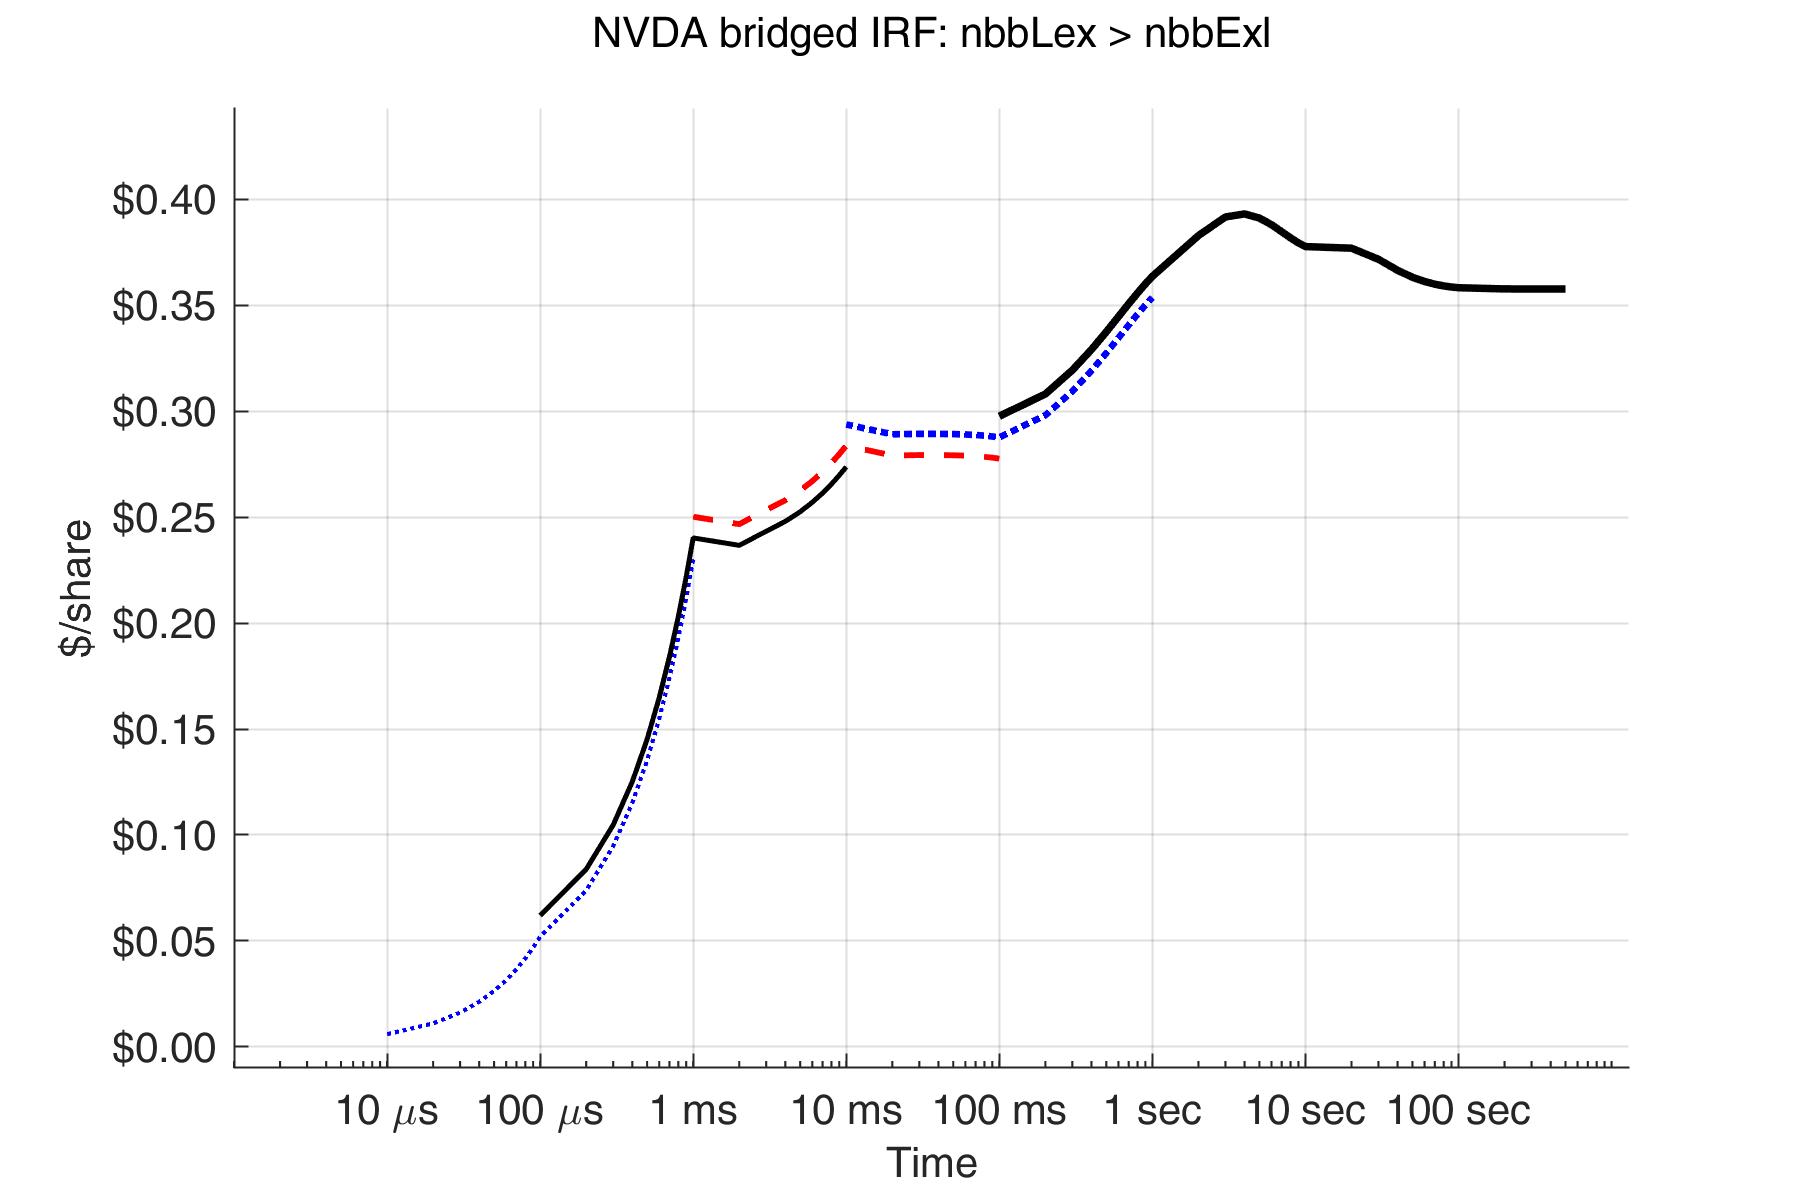 NVDA bridged IRF: nbbLex > nbbExl
$0.40
$0.35
$0.30
$0.25
$0.20
$0.15
$0.10
$0.05
$0.00
$/share
10 μs 100 μs 1 ms 10 ms 100 ms 1 sec 10 sec 100 sec
Time